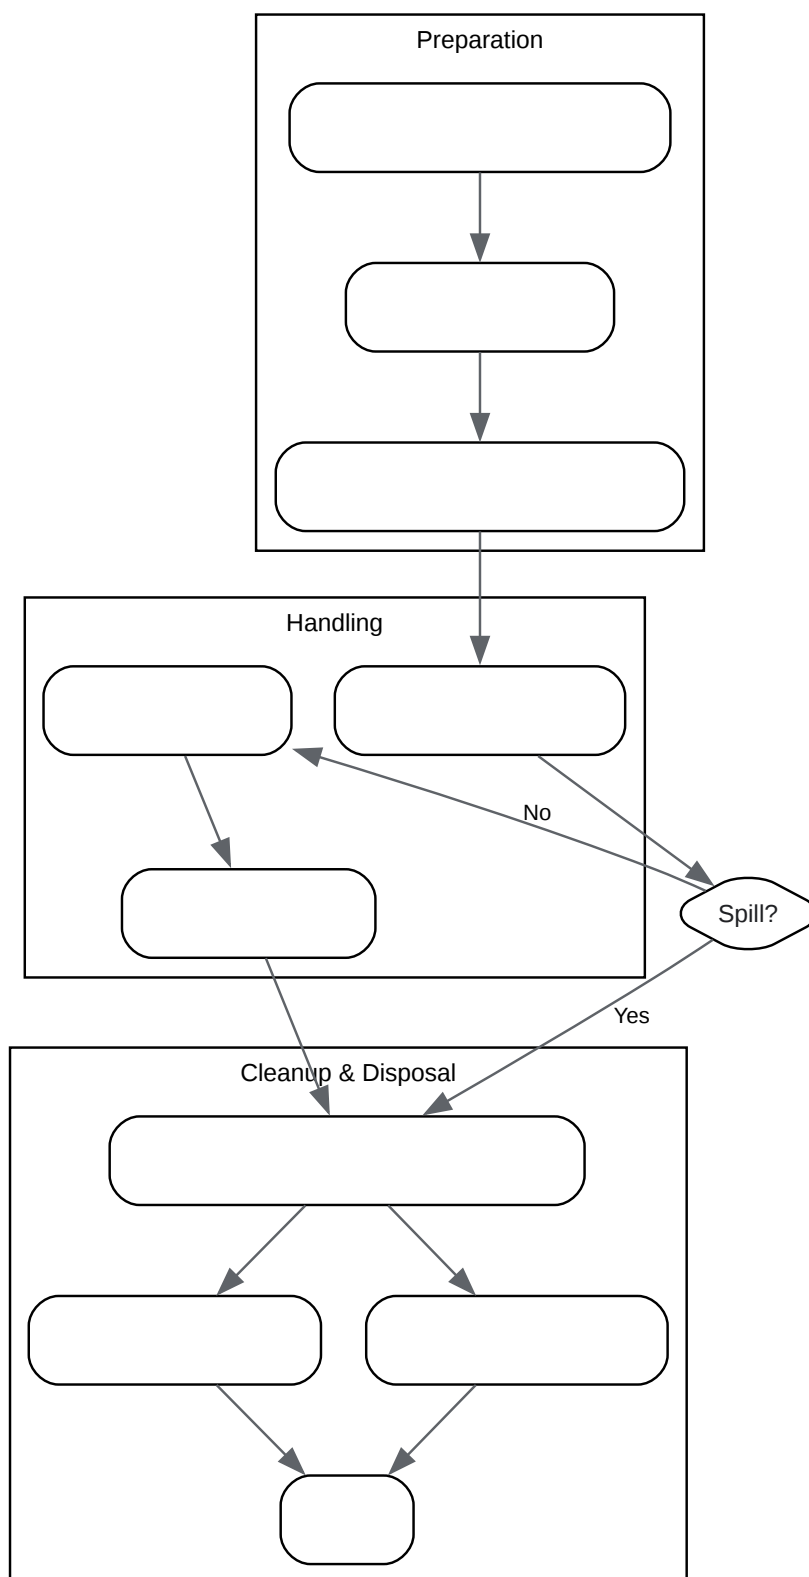 Preparation
Handling
No
Spill?
Yes
Cleanup & Disposal